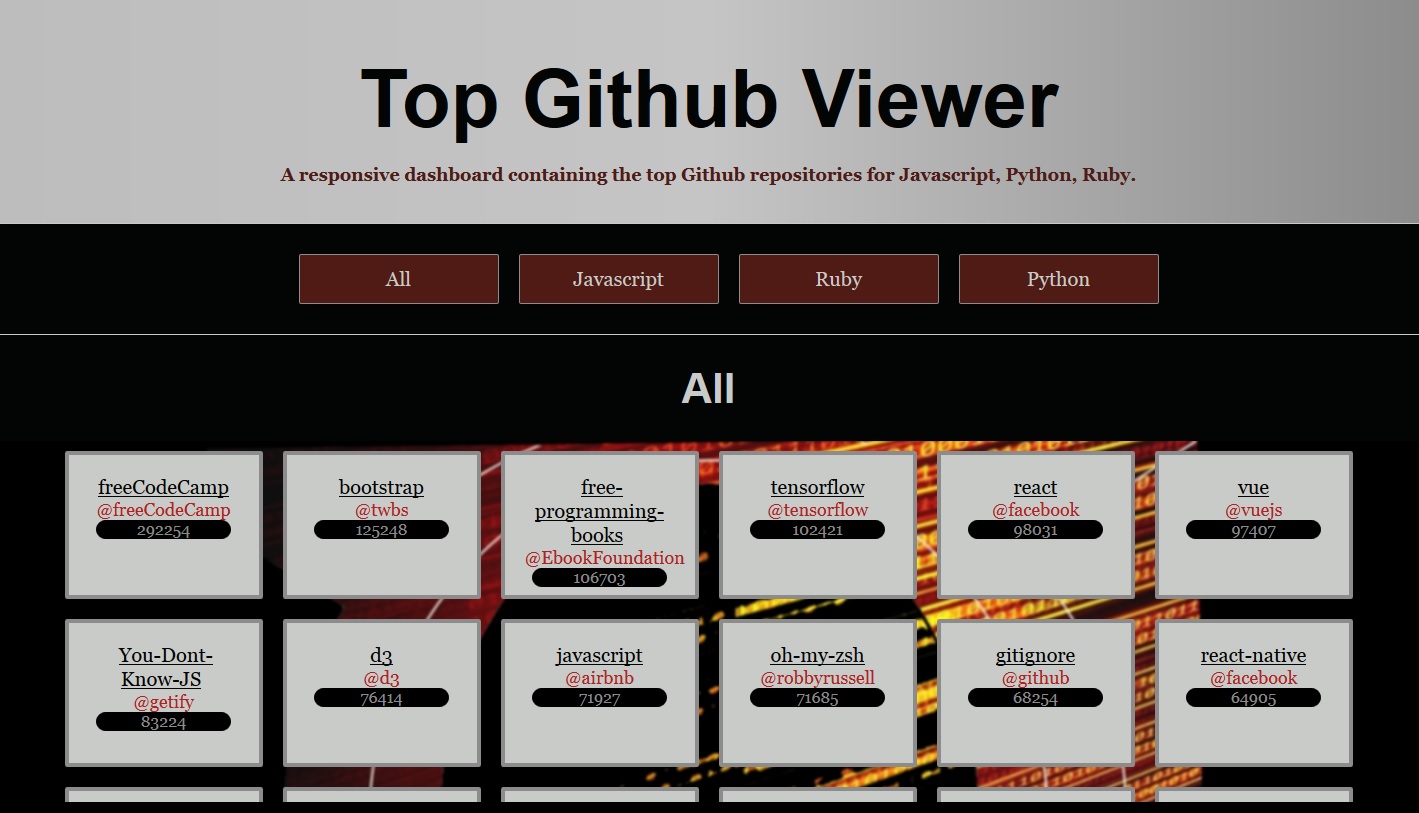 Top Github Viewer
A responsive dashboard containing the top Github repositories for Javascript, Python, Ruby.
All
Javascript
Ruby
Python
All
freeCodeCamp
@freeCodeCamp
292254
bootstrap
@twbs
125248
free-
programming-
books
@EbookFoundation
106703
tensorflow
@tensorflow
102421
react
@facebook
98031
vue
@vuejs
97407
You-Dont-
Know-JS
@getify
83224
d3
@d3
76414
javascript
@airbnb
71927
oh-my-zsh
@robbyrussell
71685
gitignore
@github
68254
react-native
@facebook
64905